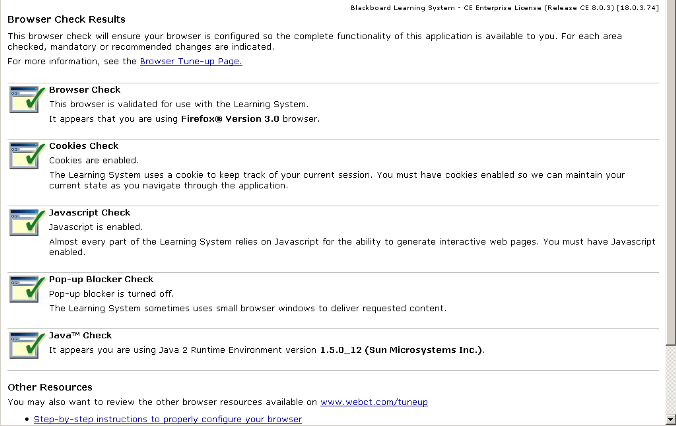 Blackboard Learning System - CE Enterprise License (Release CE 8.0.3) [18.0.3.74]
Browser Check Results
This browser check will ensure your browser is configured so the complete functionality of this application is available to you. For each area
checked, mandatory or recommended changes are indicated.
For more information, see the Browser Tune-up Page.
Browser Check
This browser is validated for use with the Learning System.
It appears that you are using Firefox® Version 3.0 browser.
Cookies Check
Cookies are enabled.
The Learning System uses a cookie to keep track of your current session. You must have cookies enabled so we can maintain your
current state as you navigate through the application.
Javascript Check
Javascript is enabled.
Almost every part of the Learning System relies on Javascript for the ability to generate interactive web pages. You must have Javascript
enabled.
Pop-up Blocker Check
Pop-up blocker is turned off.
The Learning System sometimes uses small browser windows to deliver requested content.
Java™ Check
It appears you are using Java 2 Runtime Environment version 1.5.0_12 (Sun Microsystems Inc.).
Other Resources
You may also want to review the other browser resources available on www.webct.com/tuneup
• Step-by-step instructions to properly configure your browser